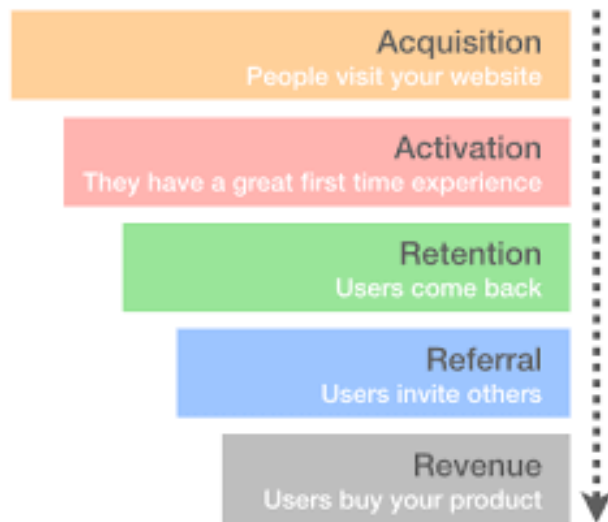 Acquisition
People visit your website
Activation
They have a great first time experience
Retention
Users come back
Referral
Users invite others
Revenue
Users buy your product